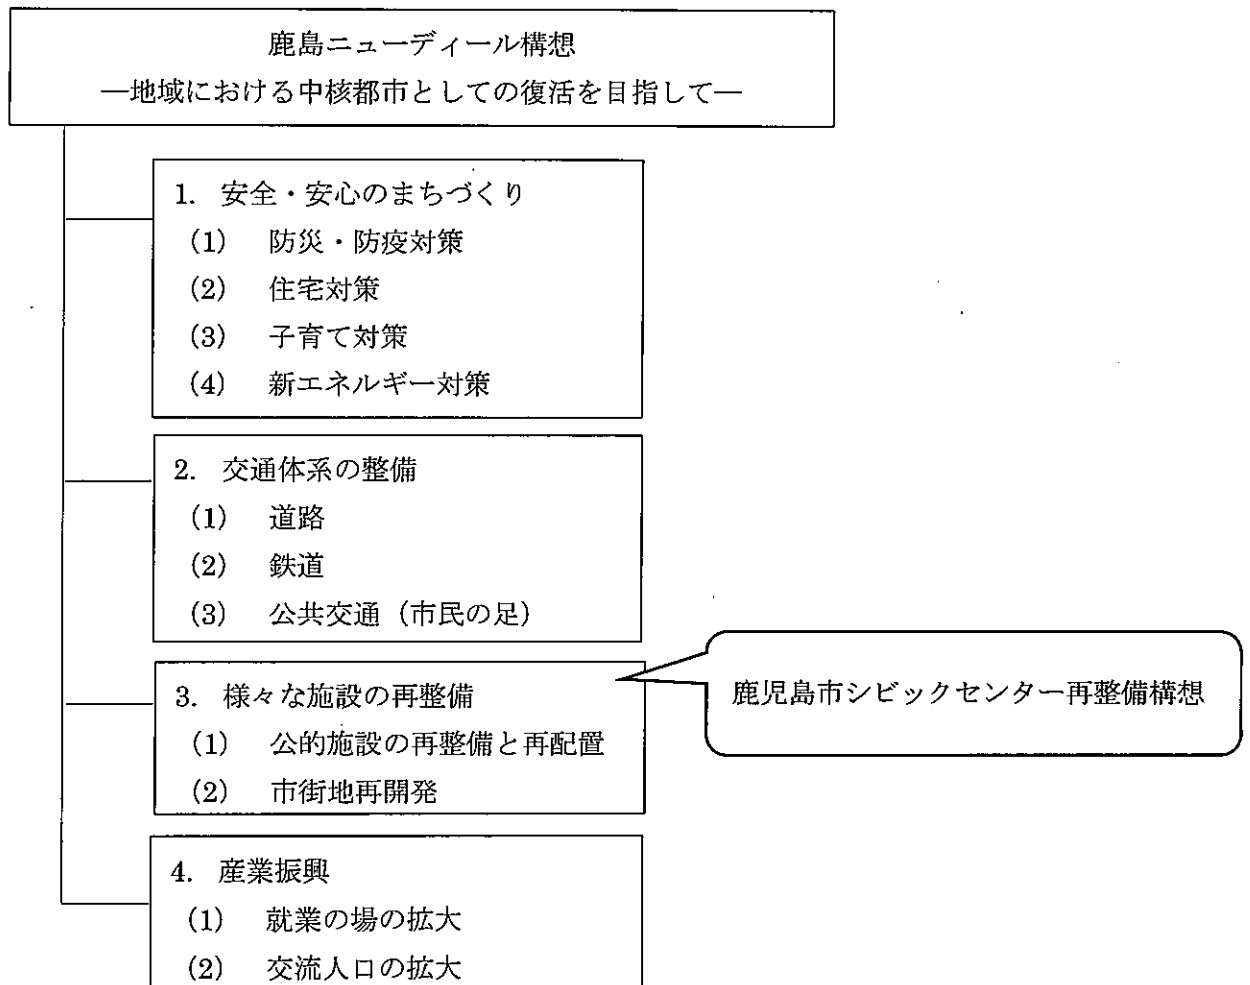 鹿島ニューディール構想
―地域における中核都市としての復活を目指して―
1. 安全・安心のまちづくり
(1) 防災・防疫対策
(2) 住宅対策
(3) 子育て対策
(4) 新エネルギー対策
2. 交通体系の整備
(1) 道路
(2) 鉄道
(3) 公共交通（市民の足）
3. 様々な施設の再整備
(1) 公的施設の再整備と再配置
(2) 市街地再開発
鹿児島市シビックセンター再整備構想
4. 産業振興
(1) 就業の場の拡大
(2) 交流人口の拡大